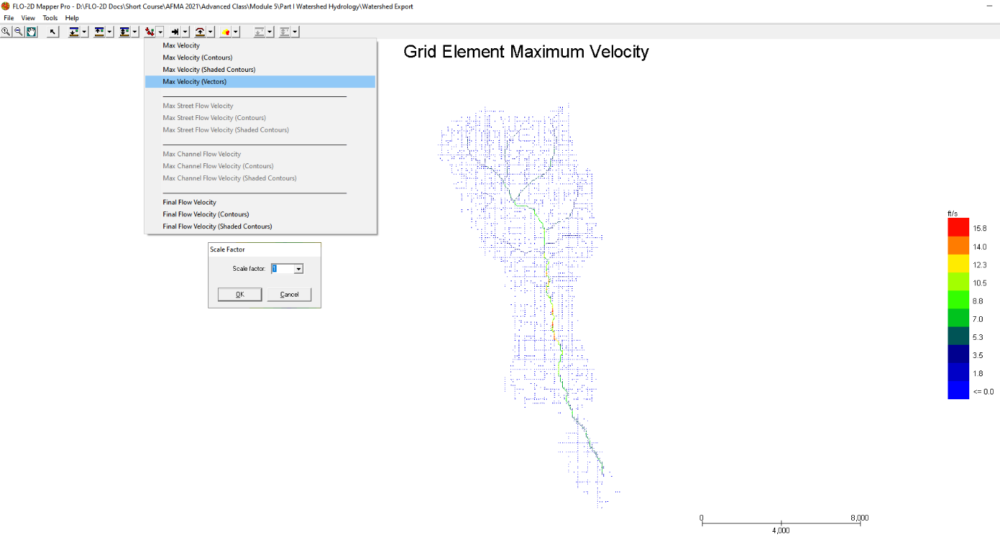 FLO-2D Mapper Pro - D:\FLO-2D Docs\Short Course\AFMA 2021\Advanced Class\Module 5\Part I Watershed Hydrology\Watershed Export
File View Tools Help
Grid Element Maximum Velocity
Max Velocity
Max Velocity (Contours)
Max Velocity (Shaded Contours)
Max Velocity (Vectors)
Max Street Flow Velocity
Max Street Flow Velocity (Contours)
Max Street Flow Velocity (Shaded Contours)
Max Channel Flow Velocity
Max Channel Flow Velocity (Contours)
Max Channel Flow Velocity (Shaded Contours)
Final Flow Velocity
Final Flow Velocity (Contours)
Final Flow Velocity (Shaded Contours)
Scale Factor
Scale factor: 1
OK Cancel
ft/s
15.8
14.0
12.3
10.5
8.8
7.0
5.3
3.5
1.8
<= 0.0
0 8,000
4,000